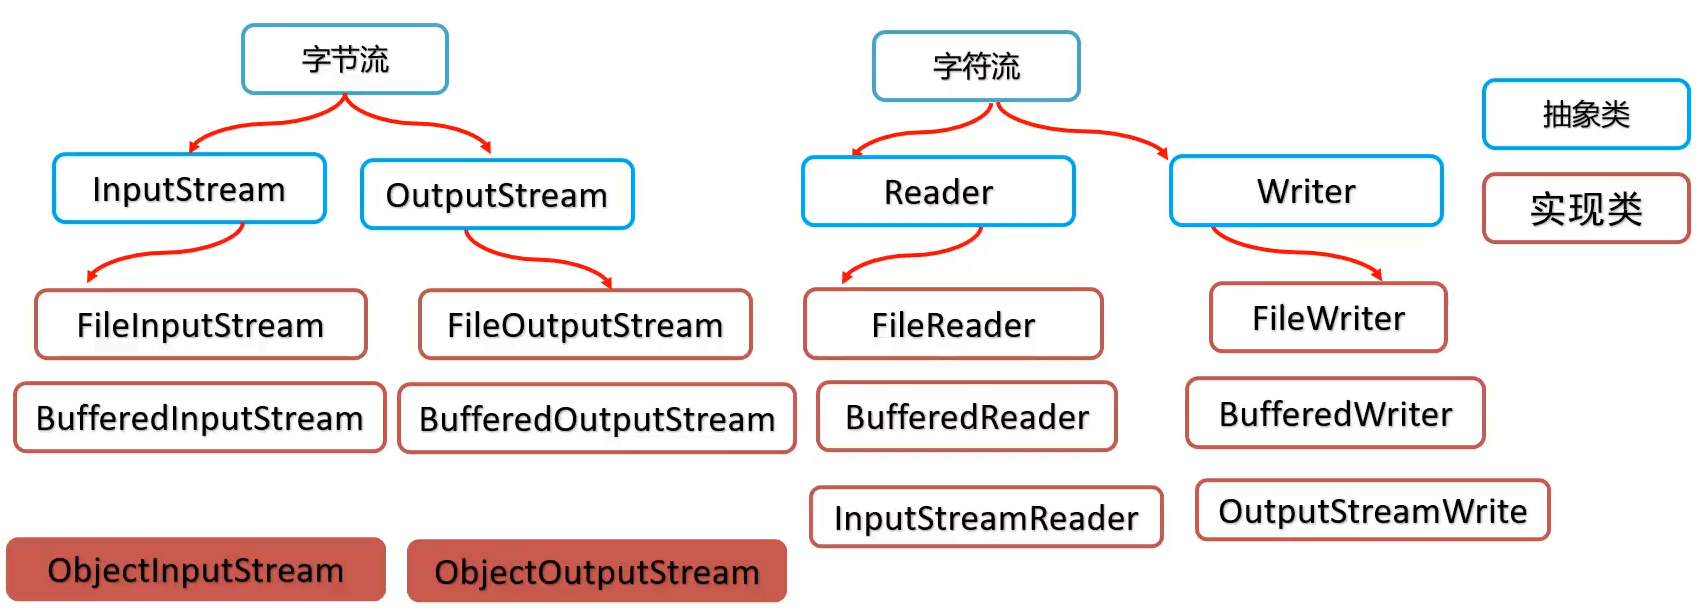 字节流
字符流
抽象类
InputStream
OutputStream
Reader
Writer
实现类
FileInputStream
FileOutputStream
FileReader
FileWriter
BufferedInputStream
BufferedOutputStream
BufferedReader
BufferedWriter
InputStreamReader
OutputStreamWrite
ObjectInputStream
ObjectOutputStream